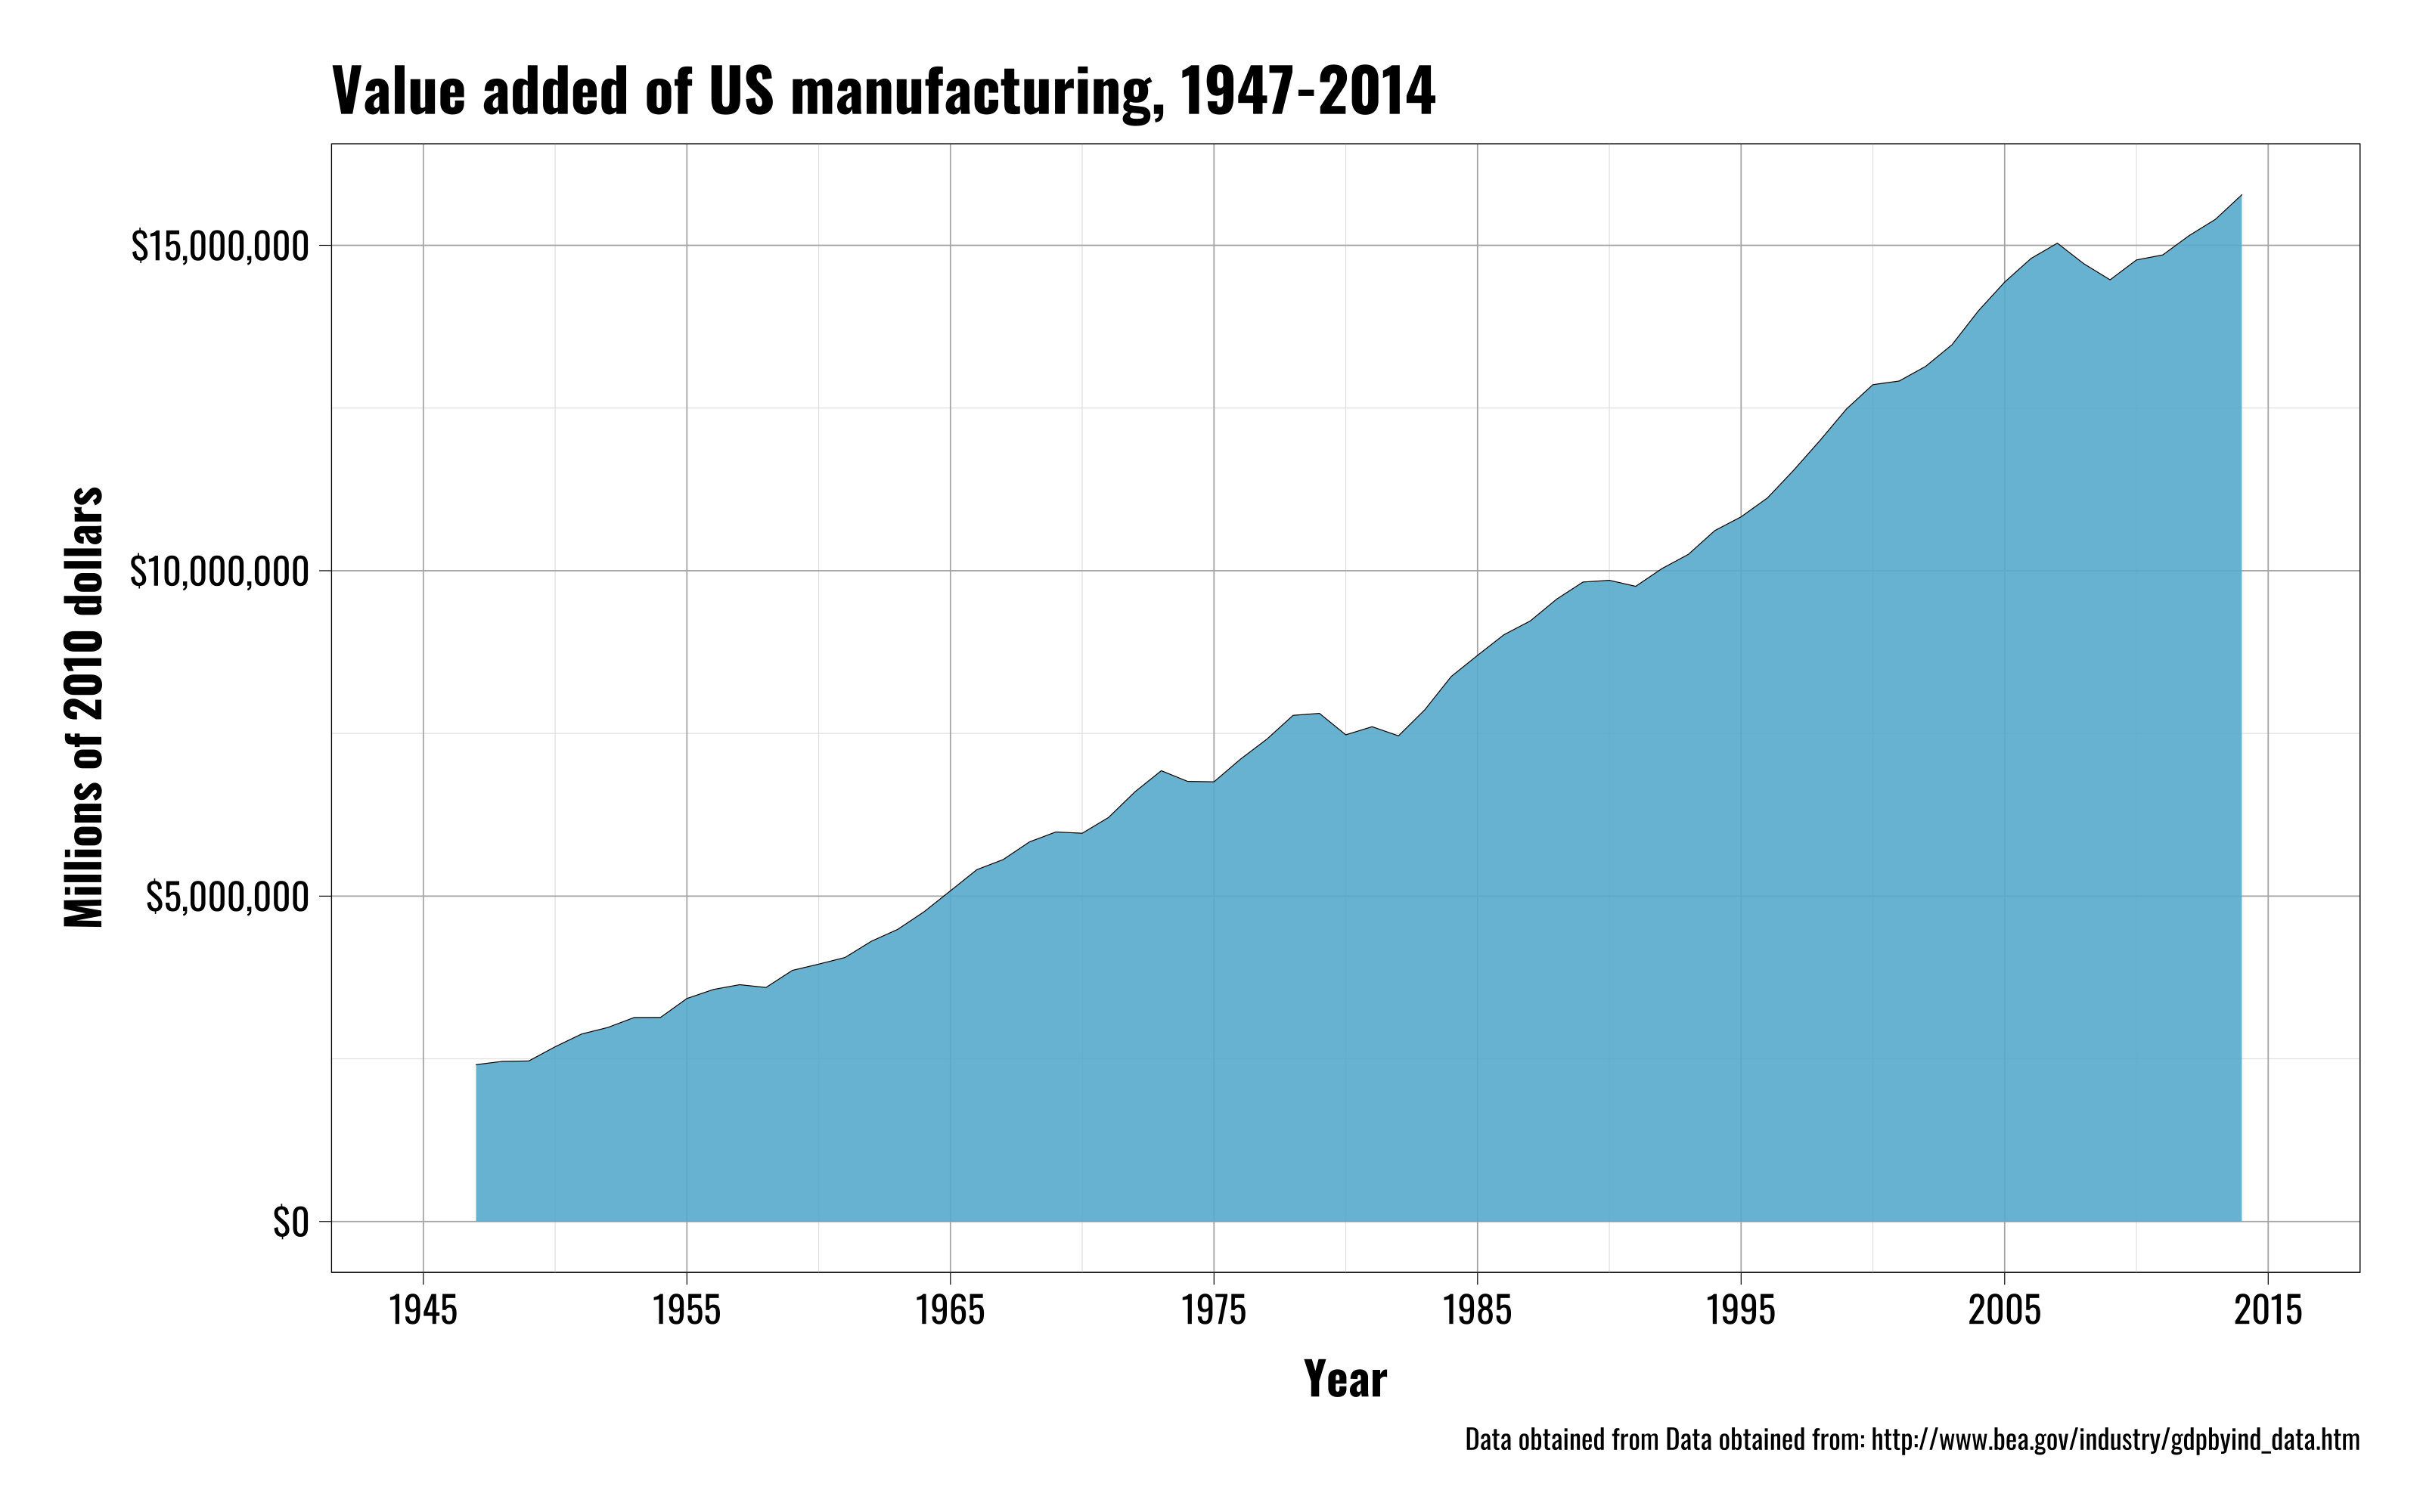 Value added of US manufacturing, 1947-2014
Millions of 2010 dollars
$15,000,000
$10,000,000
$5,000,000
$0
1945 1955 1965 1975 1985 1995 2005 2015
Year
Data obtained from Data obtained from: http://www.bea.gov/industry/gdpbyind_data.htm